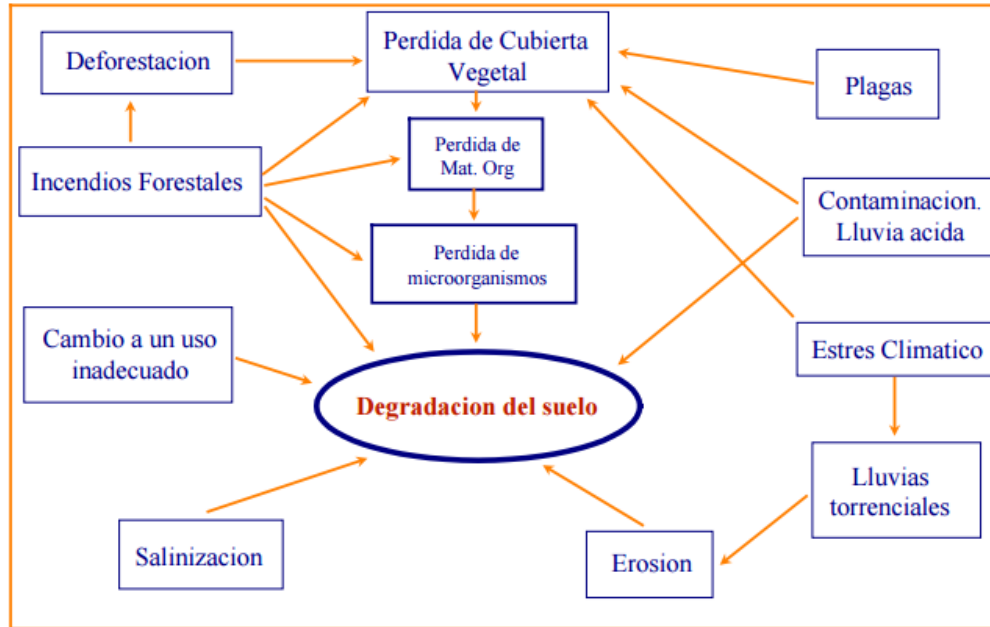 Deforestacion
Perdida de Cubierta
Vegetal
Plagas
Incendios Forestales
Perdida de
Mat. Org
Contaminacion.
Lluvia acida
Perdida de
microorganismos
Cambio a un uso
inadecuado
Estres Climatico
Degradacion del suelo
Lluvias
torrenciales
Salinizacion
Erosion